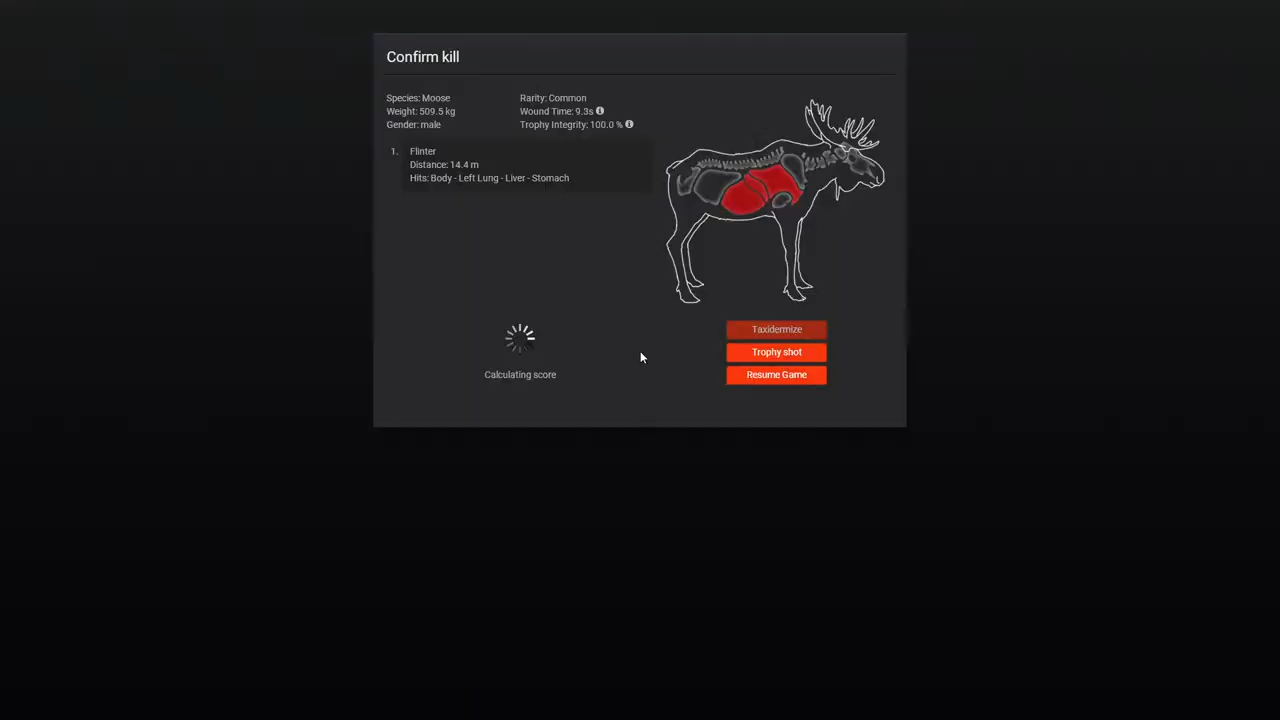 Confirm kill
Species: Moose
Rarity: Common
Weight: 509.5 kg
Wound Time: 9.3s
Gender: male
Trophy Integrity: 100.0 %
1. Flinter
Distance: 14.4 m
Hits: Body - Left Lung - Liver - Stomach
Taxidermize
Trophy shot
Resume Game
Calculating score